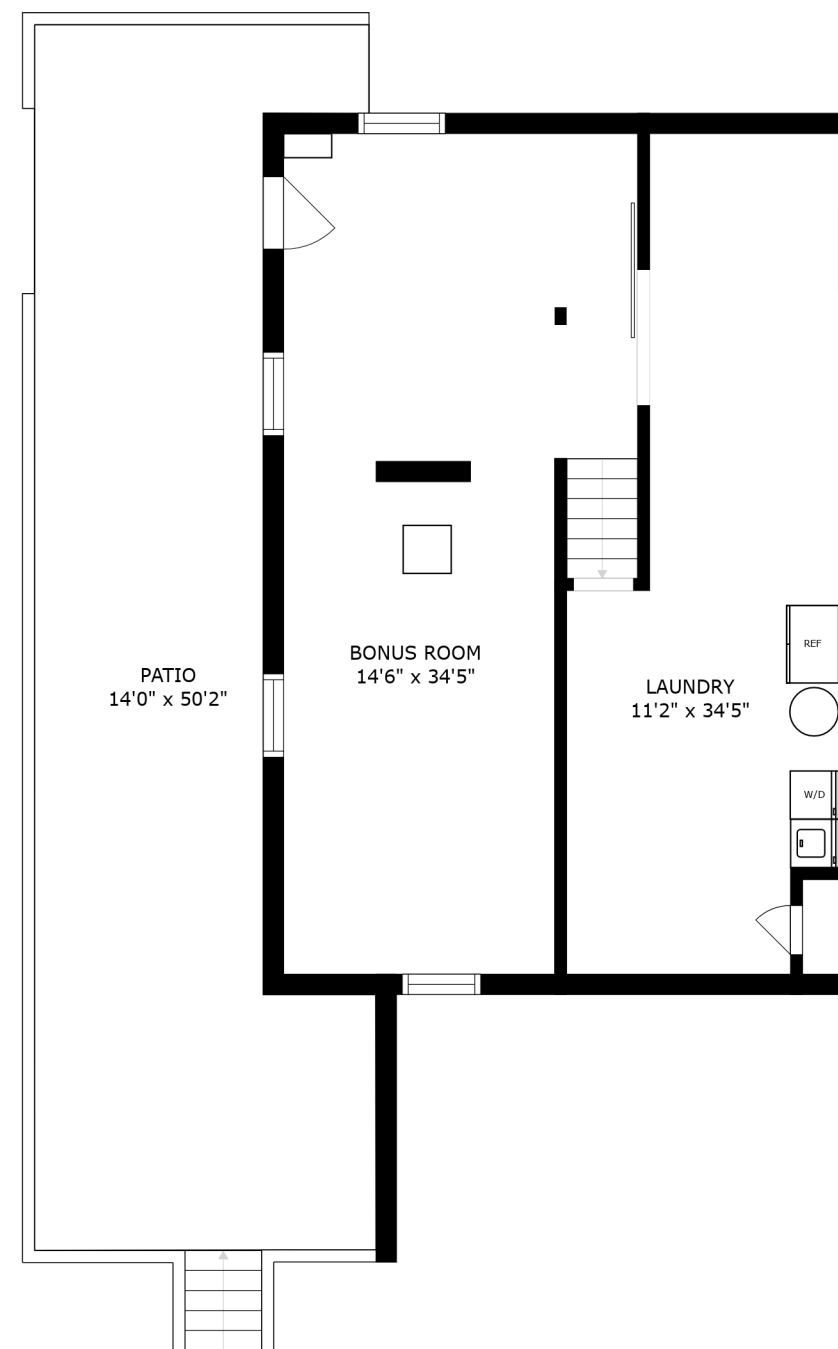 BONUS ROOM
14'6" x 34'5"
PATIO
14'0" x 50'2"
LAUNDRY
11'2" x 34'5"
REF
W/D